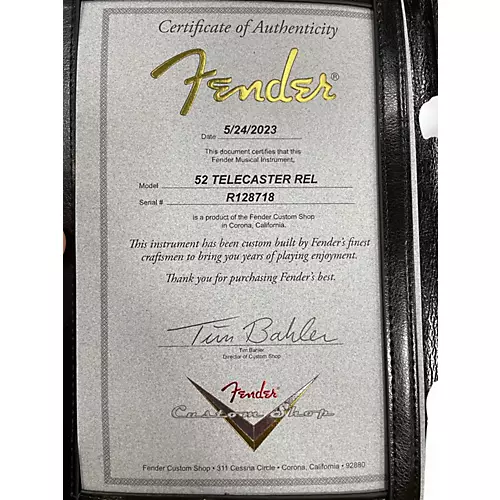 Certificate of Authenticity
Fender®
Date 5/24/2023
This document certifies that this
Fender Musical Instrument,
Model 52 TELECASTER REL
Serial # R128718
is a product of the Fender Custom Shop
in Corona, California.
This instrument has been custom built by Fender's finest
craftsmen to bring you years of playing enjoyment.
Thank you for purchasing Fender's best.
Tim Bahler
Tim Bahler
Director of Custom Shop
Fender
Custom Shop
Fender Custom Shop • 311 Cessna Circle • Corona, California • 92880